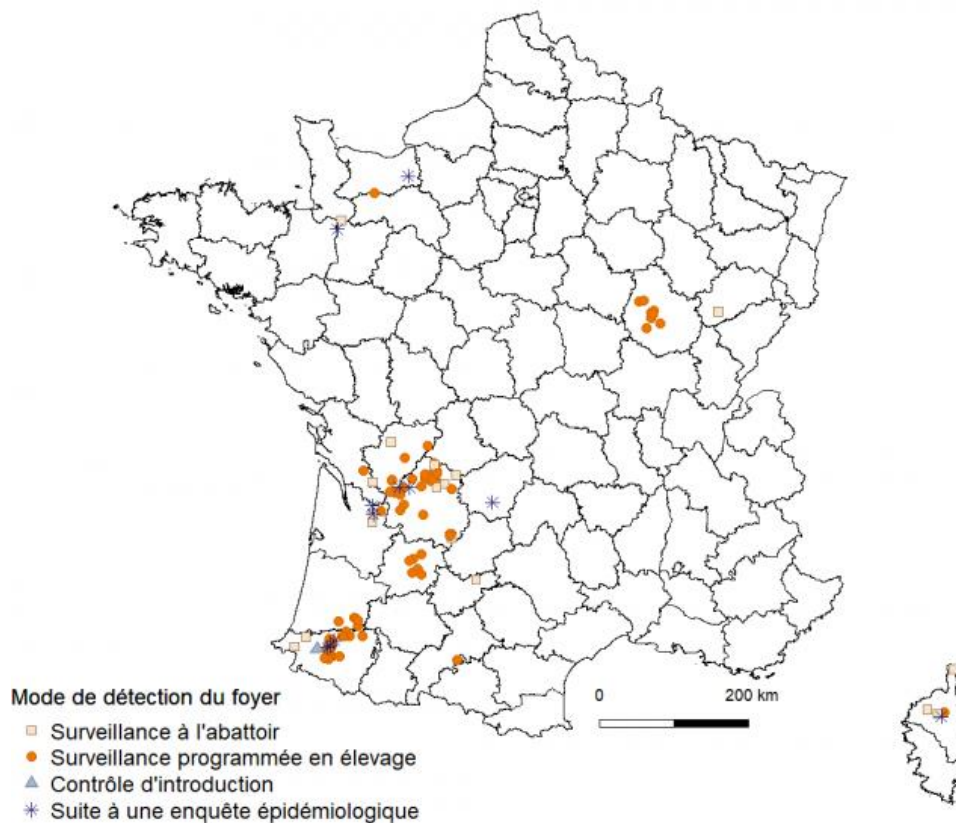 0 200 km
Mode de détection du foyer
Surveillance à l'abattoir
Surveillance programmée en élevage
Contrôle d'introduction
Suite à une enquête épidémiologique